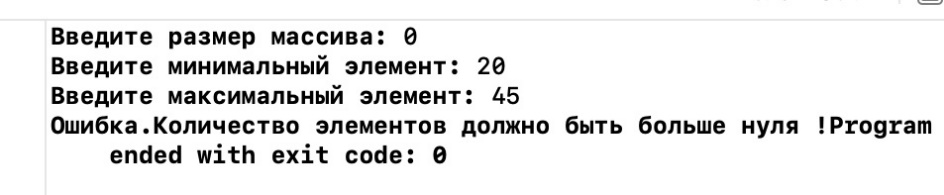 Введите размер массива: 0
Введите минимальный элемент: 20
Введите максимальный элемент: 45
Ошибка.Количество элементов должно быть больше нуля !Program
ended with exit code: 0